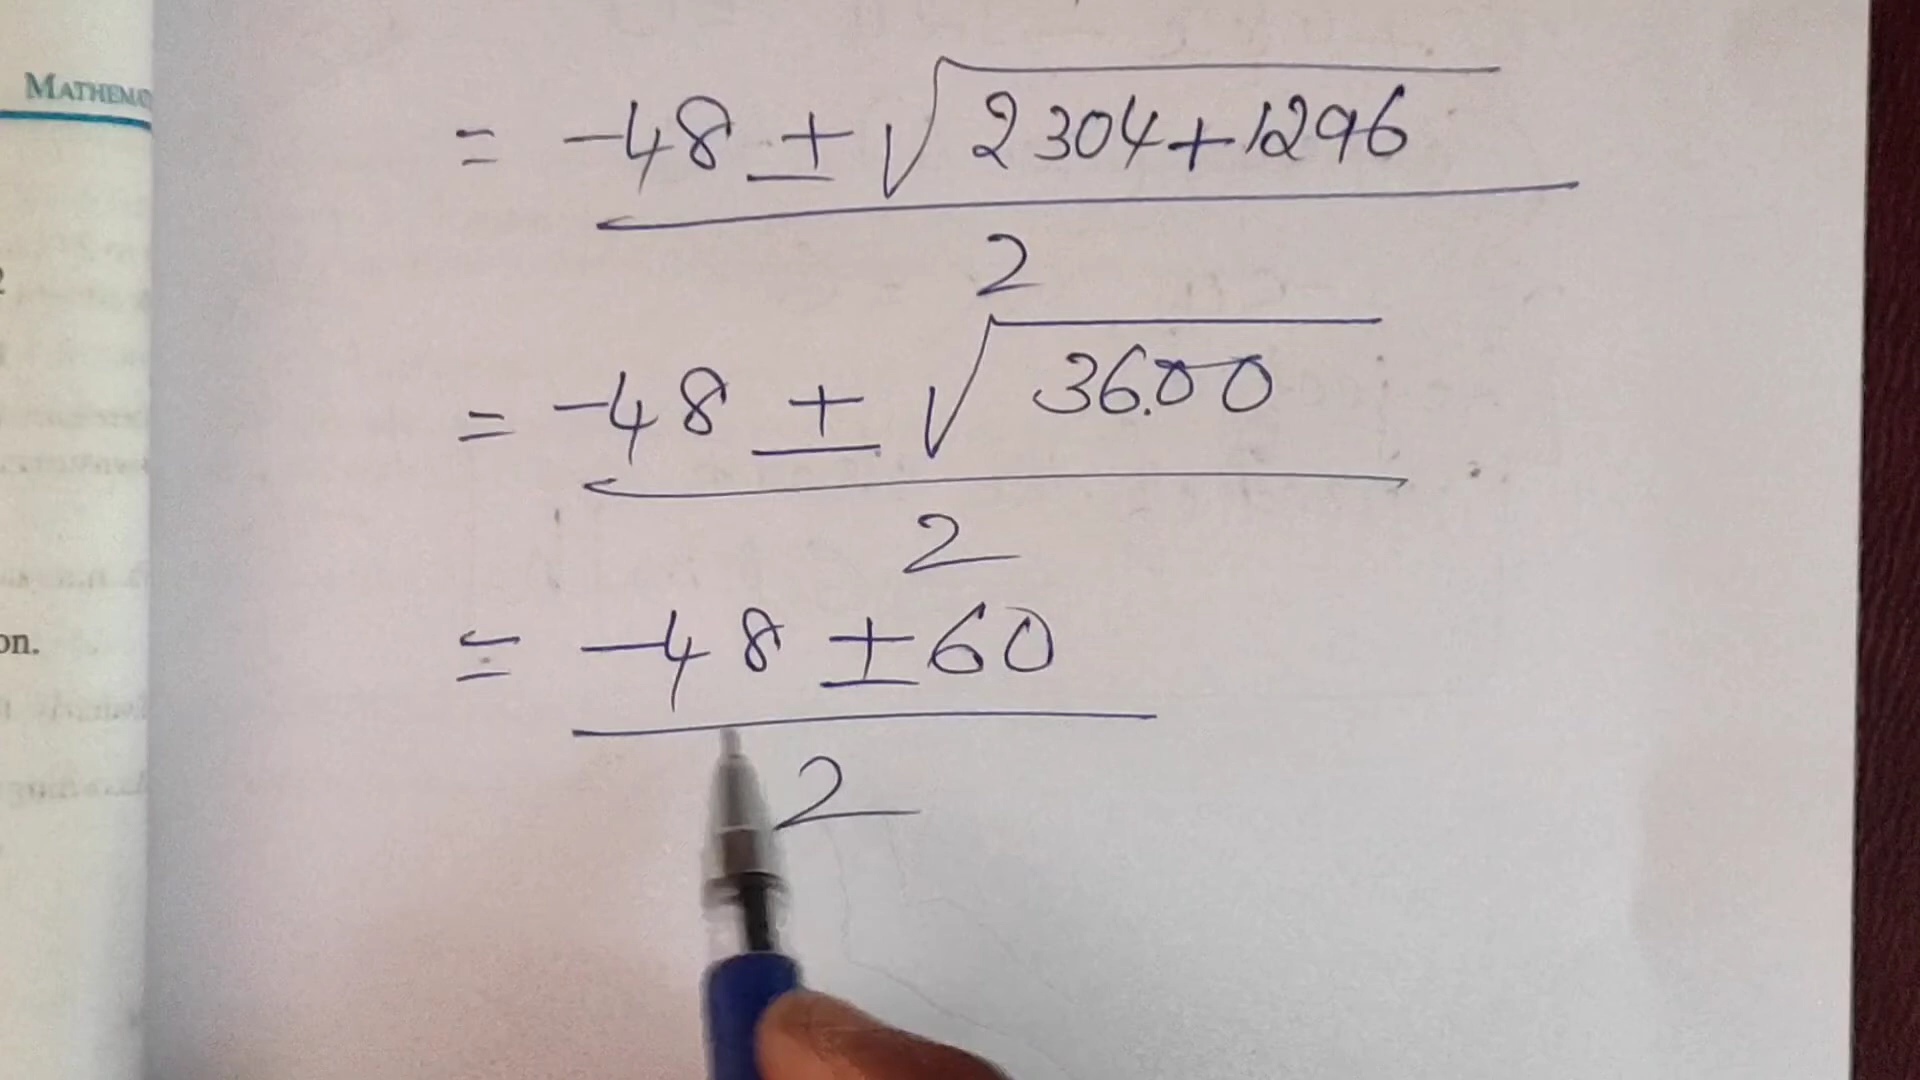 MATHEMA
= -48 ± √2304+1296
2
= -48 ± √3600
2
= -48 ± 60
2
on.